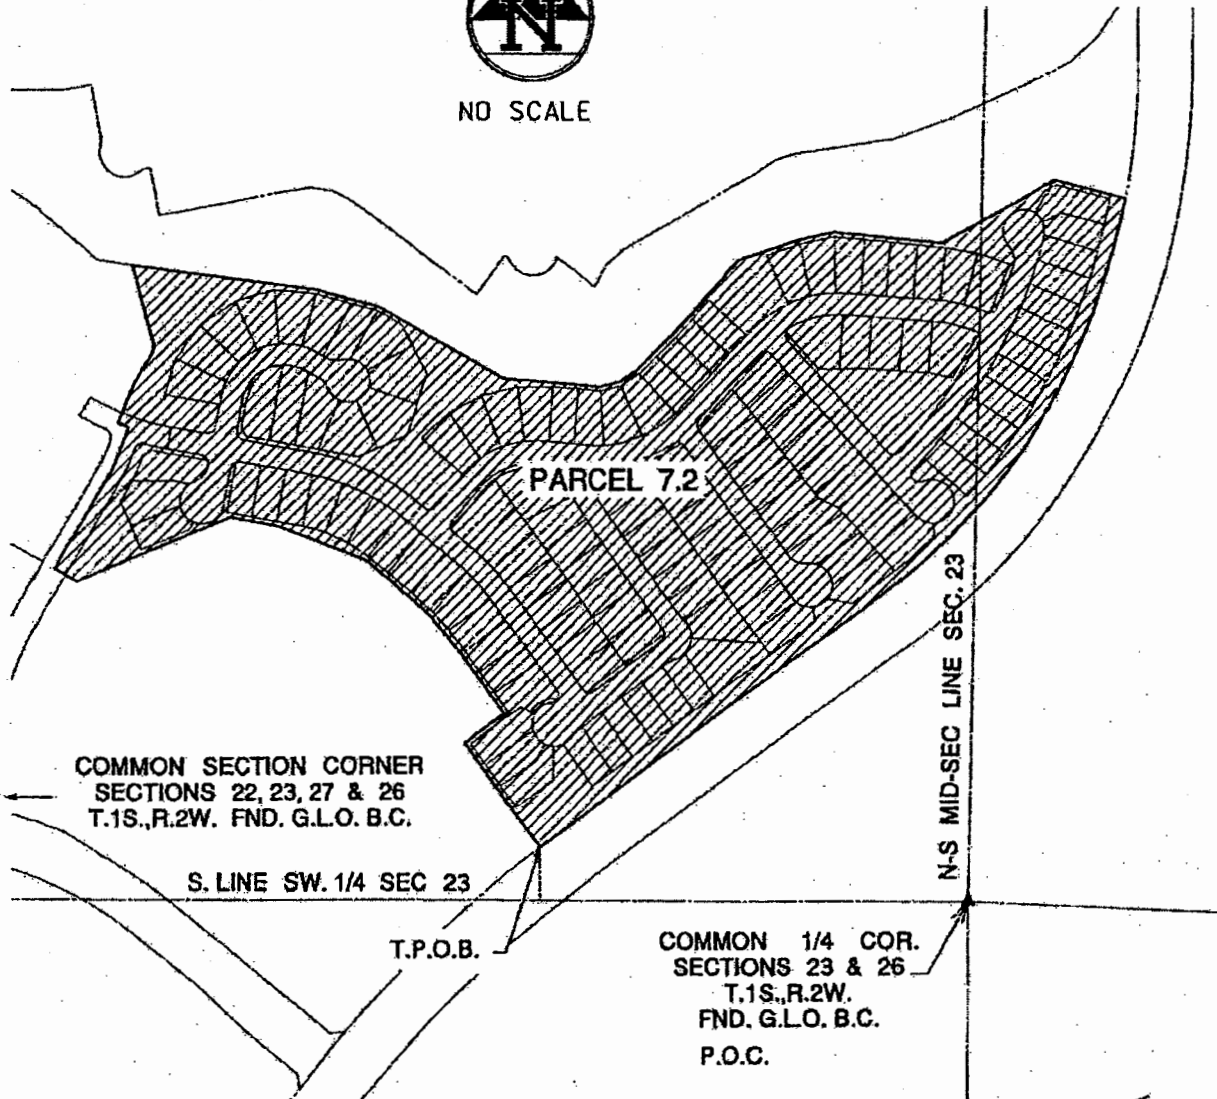 N
NO SCALE
PARCEL 7.2
N-S MID-SEC LINE SEC. 23
COMMON SECTION CORNER
SECTIONS 22, 23, 27 & 26
T.1S.,R.2W. FND. G.L.O. B.C.
S. LINE SW. 1/4 SEC 23
T.P.O.B.
COMMON 1/4 COR.
SECTIONS 23 & 26
T.1S.,R.2W.
FND. G.L.O. B.C.
P.O.C.